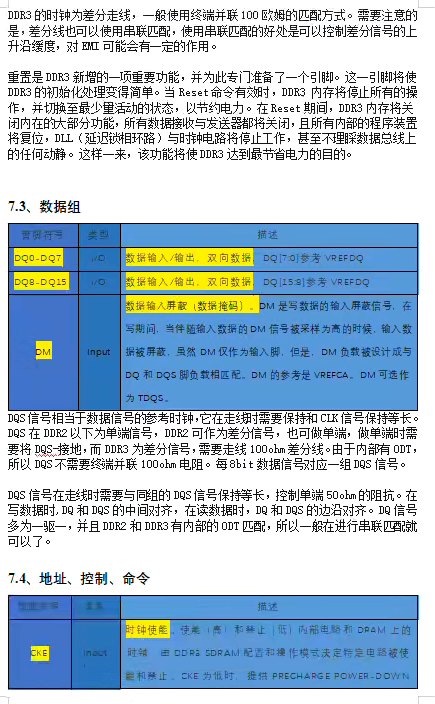 DDR3 的时钟为差分走线，一般使用终端并联 100 欧姆的匹配方式。需要注意的
是，差分线也可以使用串联匹配，使用串联匹配的好处是可以控制差分信号的上
升沿缓度，对 EMI 可能会有一定的作用。
重置是 DDR3 新增的一项重要功能，并为此专门准备了一个引脚。这一引脚将使
DDR3 的初始化处理变得简单。当 Reset 命令有效时，DDR3 内存将停止所有的操
作，并切换至最少量活动的状态，以节约电力。在 Reset 期间，DDR3 内存将关
闭内在的大部分功能，所有数据接收与发送器都将关闭，且所有内部的程序装置
将复位，DLL（延迟锁相环路）与时钟电路将停止工作，甚至不理睬数据总线上
的任何动静。这样一来，该功能将使 DDR3 达到最节省电力的目的。
7.3、数据组
管脚符号 类型 描述
DQ0-DQ7 I/O 数据输入/输出，双向数据，DQ[7:0]参考 VREFDQ
DQ8-DQ15 I/O 数据输入/输出，双向数据，DQ[15:8]参考 VREFDQ
数据输入屏蔽（数据掩码）。DM 是写数据的输入屏蔽信号，在
写期间，当伴随输入数据的 DM 信号被采样为高的时候，输入数
DM input 据被屏蔽。虽然 DM 仅作为输入脚，但是，DM 负载被设计成与
DQ 和 DQS 脚负载相匹配。DM 的参考是 VREFCA。DM 可选作
为 TDQS。
DQS 信号相当于数据信号的参考时钟，它在走线时需要保持和 CLK 信号保持等长。
DQS 在 DDR2 以下为单端信号，DDR2 可作为差分信号，也可做单端，做单端时需
要将 DQS-接地，而 DDR3 为差分信号，需要走线 100ohm 差分线。由于内部有 ODT，
所以 DQS 不需要终端并联 100ohm 电阻。每 8bit 数据信号对应一组 DQS 信号。
DQS 信号在走线时需要与同组的 DQS 信号保持等长，控制单端 50ohm 的阻抗。在
写数据时，DQ 和 DQS 的中间对齐，在读数据时，DQ 和 DQS 的边沿对齐。DQ 信号
多为一驱一，并且 DDR2 和 DDR3 有内部的 ODT 匹配，所以一般在进行串联匹配就
可以了。
7.4、地址、控制、命令
描述
时钟使能。使能（高）和禁止（低）内部电路和 DRAM 上的
CKE input 时钟。由 DDR3 SDRAM 配置和操作模式决定特定电路被使
能和禁止。CKE 为低时，提供 PRECHARGE POWER-DOWN